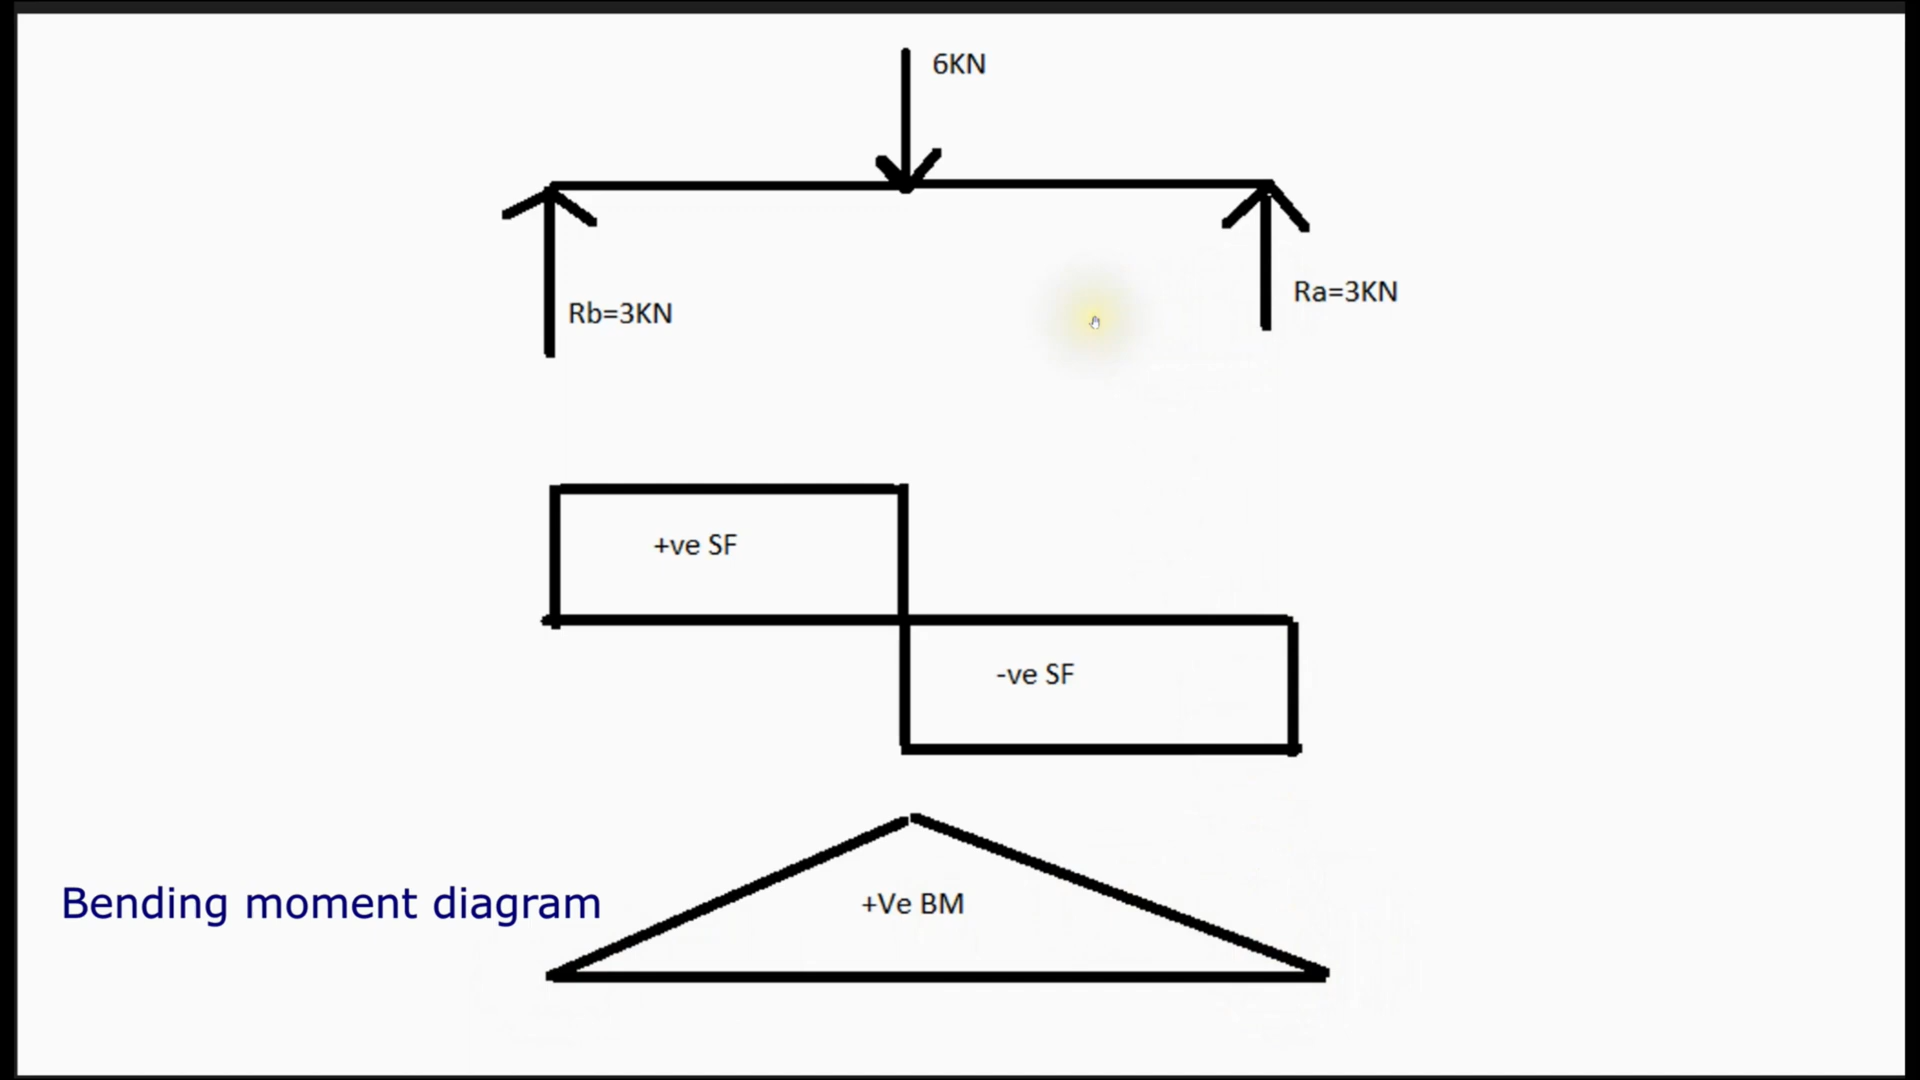 6KN
Ra=3KN
Rb=3KN
+ve SF
-ve SF
Bending moment diagram
+Ve BM